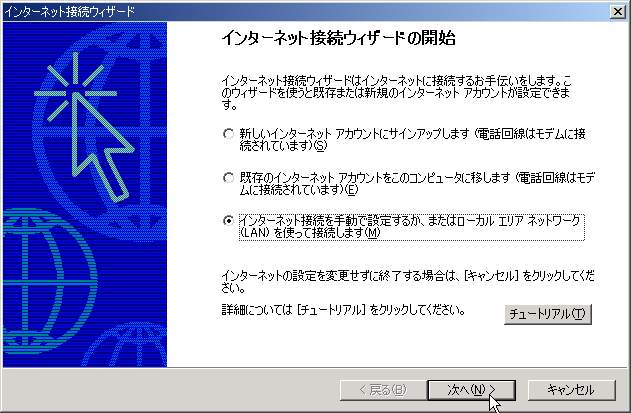 インターネット接続ウィザード
インターネット接続ウィザードの開始
インターネット接続ウィザードはインターネットに接続するお手伝いをします。こ
のウィザードを使うと既存または新規のインターネット アカウントが設定できま
す。
新しいインターネット アカウントにサインアップします (電話回線はモデムに接
続されています)(S)
既存のインターネット アカウントをこのコンピュータに移します (電話回線はモデ
ムに接続されています)(E)
インターネット接続を手動で設定するか、またはローカル エリア ネットワーク
(LAN) を使って接続します(M)
インターネットの設定を変更せずに終了する場合は、[キャンセル] をクリックしてくだ
さい。
詳細については [チュートリアル] をクリックしてください。
チュートリアル(T)
< 戻る(B)
次へ(N) >
キャンセル